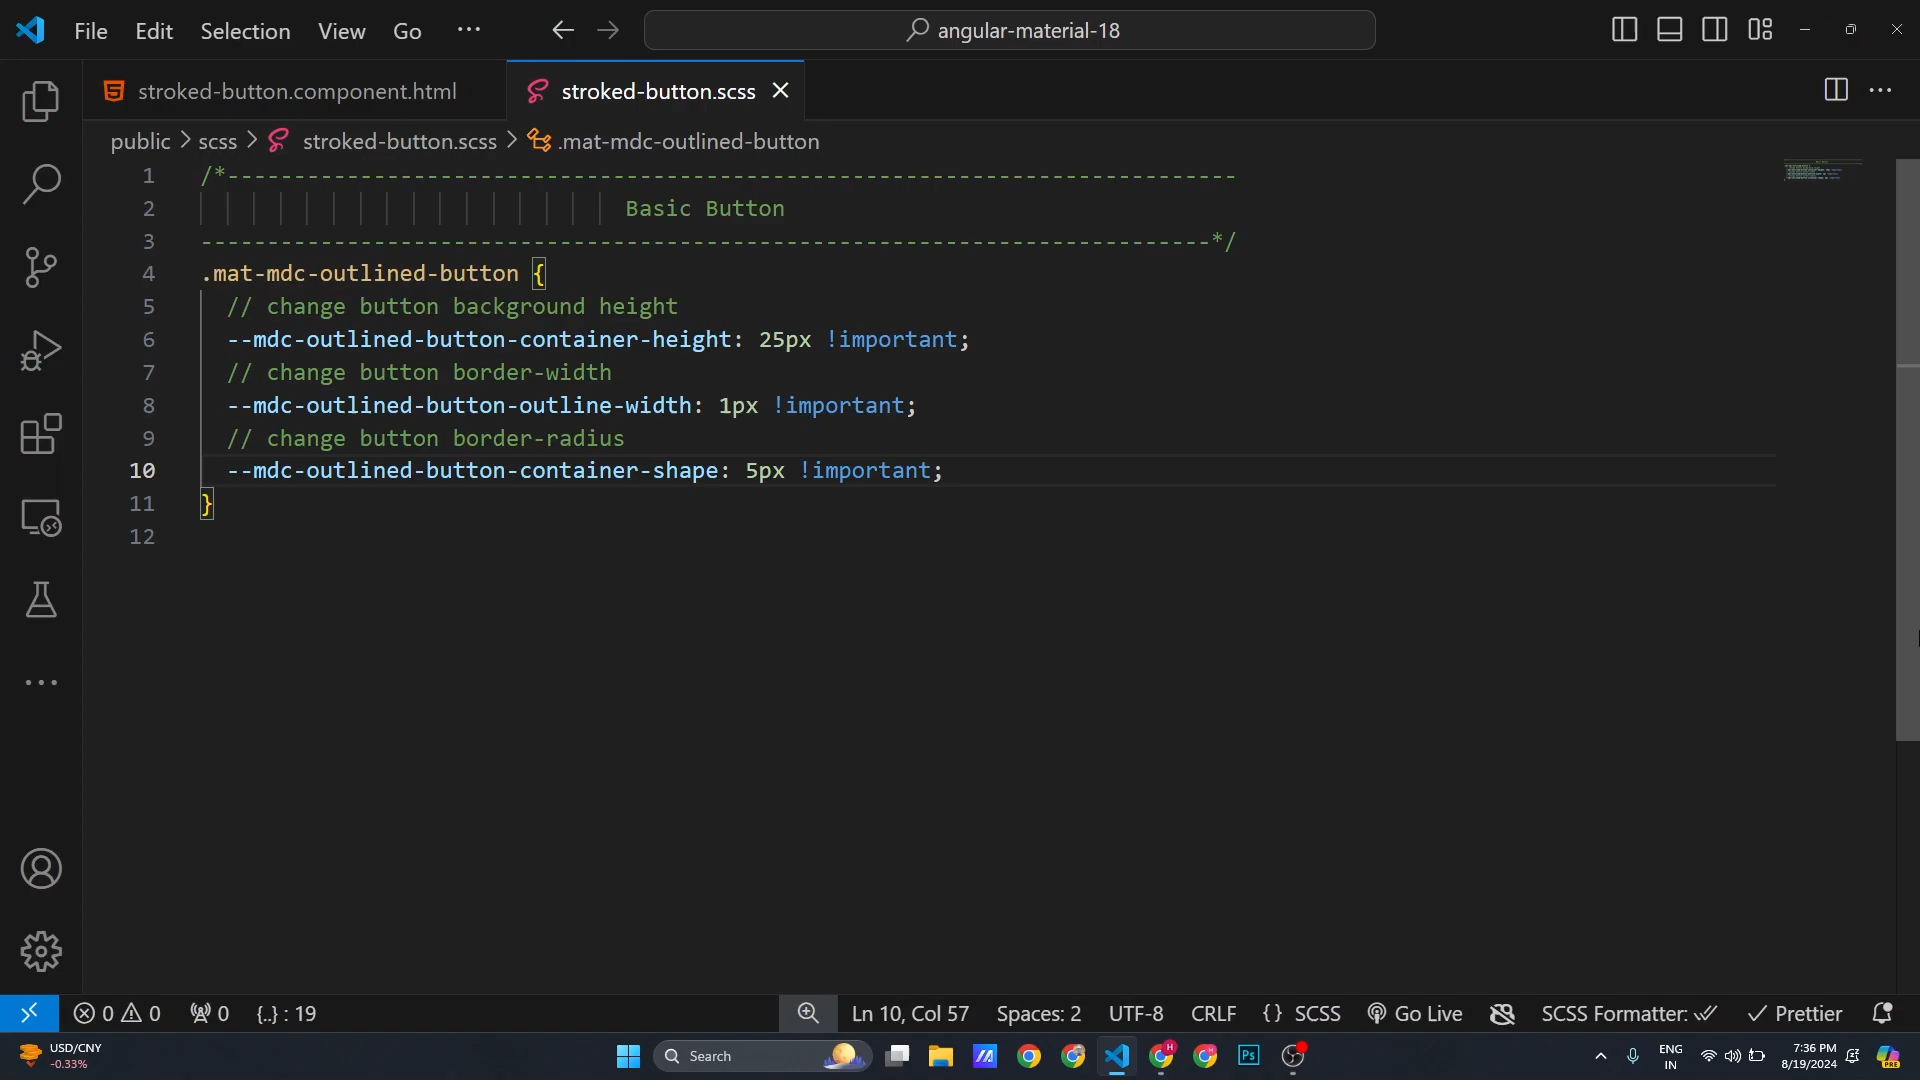 File Edit Selection View Go ···
angular-material-18
stroked-button.component.html
stroked-button.scss
public > scss > stroked-button.scss > .mat-mdc-outlined-button
1 /*----------------------------------------------------------------------------
2 Basic Button
3 ----------------------------------------------------------------------------*/
4 .mat-mdc-outlined-button {
5 // change button background height
6 --mdc-outlined-button-container-height: 25px !important;
7 // change button border-width
8 --mdc-outlined-button-outline-width: 1px !important;
9 // change button border-radius
10 --mdc-outlined-button-container-shape: 5px !important;
11 }
12
0 0 0 {..} : 19 Ln 10, Col 57 Spaces: 2 UTF-8 CRLF {} SCSS Go Live SCSS Formatter: Prettier
USD/CNY
-0.33%
Search
Ps
ENG
IN
7:36 PM
8/19/2024
PRE